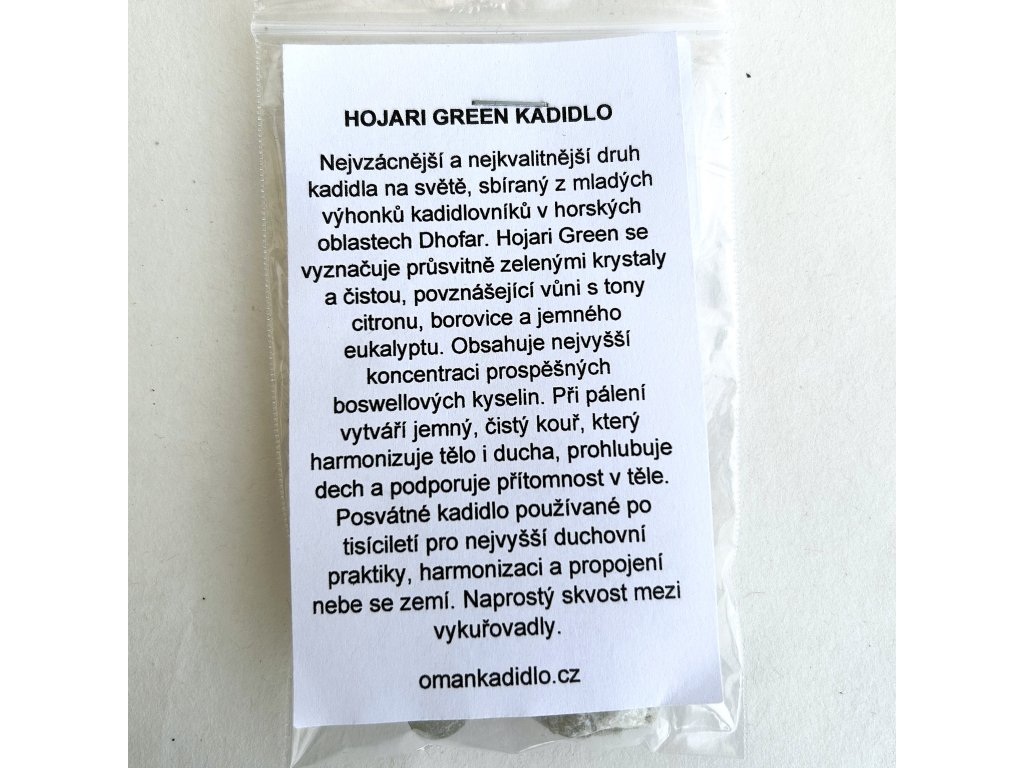 HOJARI GREEN KADIDLO
Nejvzácnější a nejkvalitnější druh
kadidla na světě, sbíraný z mladých
výhonků kadidlovníků v horských
oblastech Dhofar. Hojari Green se
vyznačuje průsvitně zelenými krystaly
a čistou, povznášející vůni s tony
citronu, borovice a jemného
eukalyptu. Obsahuje nejvyšší
koncentraci prospěšných
boswellových kyselin. Při pálení
vytváří jemný, čistý kouř, který
harmonizuje tělo i ducha, prohlubuje
dech a podporuje přítomnost v těle.
Posvátné kadidlo používané po
tisíciletí pro nejvyšší duchovní
praktiky, harmonizaci a propojení
nebe se zemí. Naprostý skvost mezi
vykuřovadly.
omankadidlo.cz